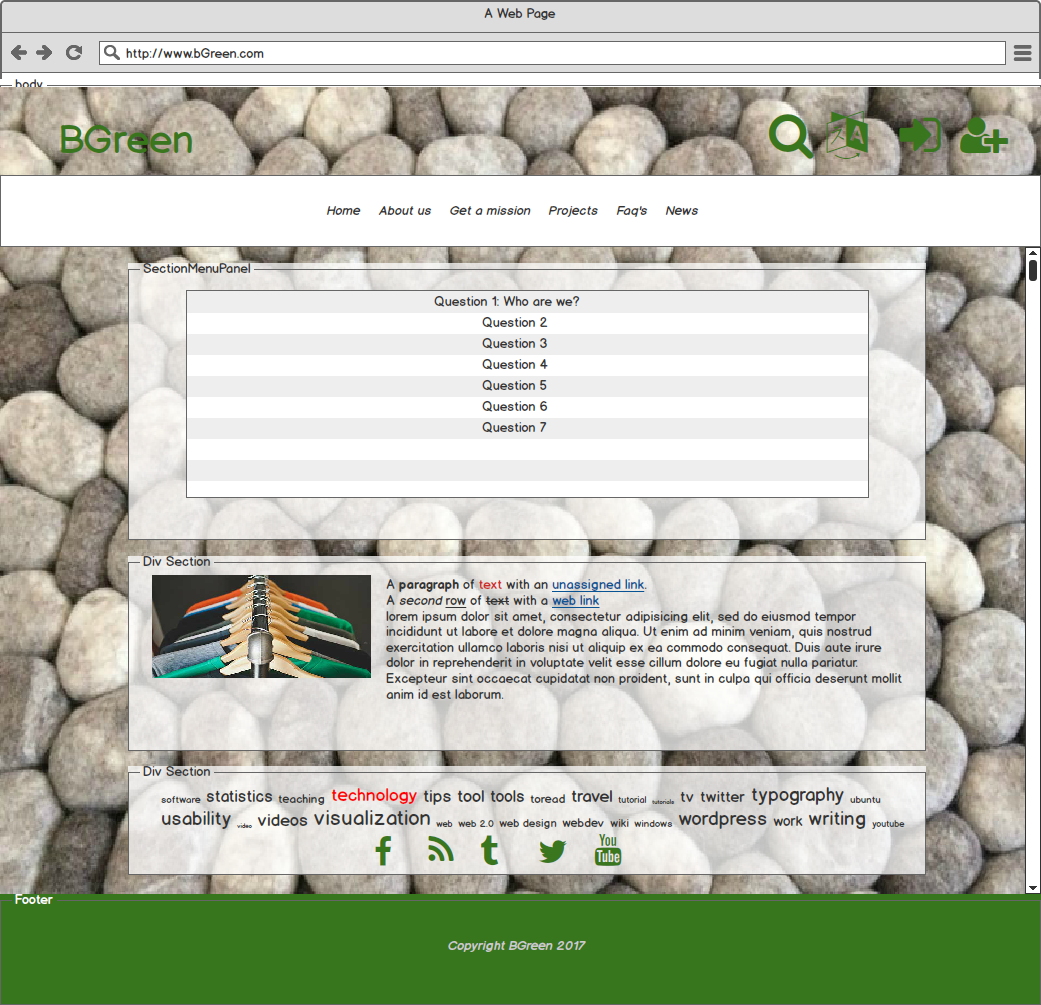 A Web Page
http://www.bGreen.com
body
BGreen
Home About us Get a mission Projects Faq's News
SectionMenuPanel
Question 1: Who are we?
Question 2
Question 3
Question 4
Question 5
Question 6
Question 7
Div Section
A paragraph of text with an unassigned link.
A second row of text with a web link
lorem ipsum dolor sit amet, consectetur adipisicing elit, sed do eiusmod tempor
incididunt ut labore et dolore magna aliqua. Ut enim ad minim veniam, quis nostrud
exercitation ullamco laboris nisi ut aliquip ex ea commodo consequat. Duis aute irure
dolor in reprehenderit in voluptate velit esse cillum dolore eu fugiat nulla pariatur.
Excepteur sint occaecat cupidatat non proident, sunt in culpa qui officia deserunt mollit
anim id est laborum.
Div Section
software statistics teaching technology tips tool tools toread travel tutorial tutorials tv twitter typography ubuntu
usability video videos visualization web web 2.0 web design webdev wiki windows wordpress work writing youtube
You
Tube
Footer
Copyright BGreen 2017